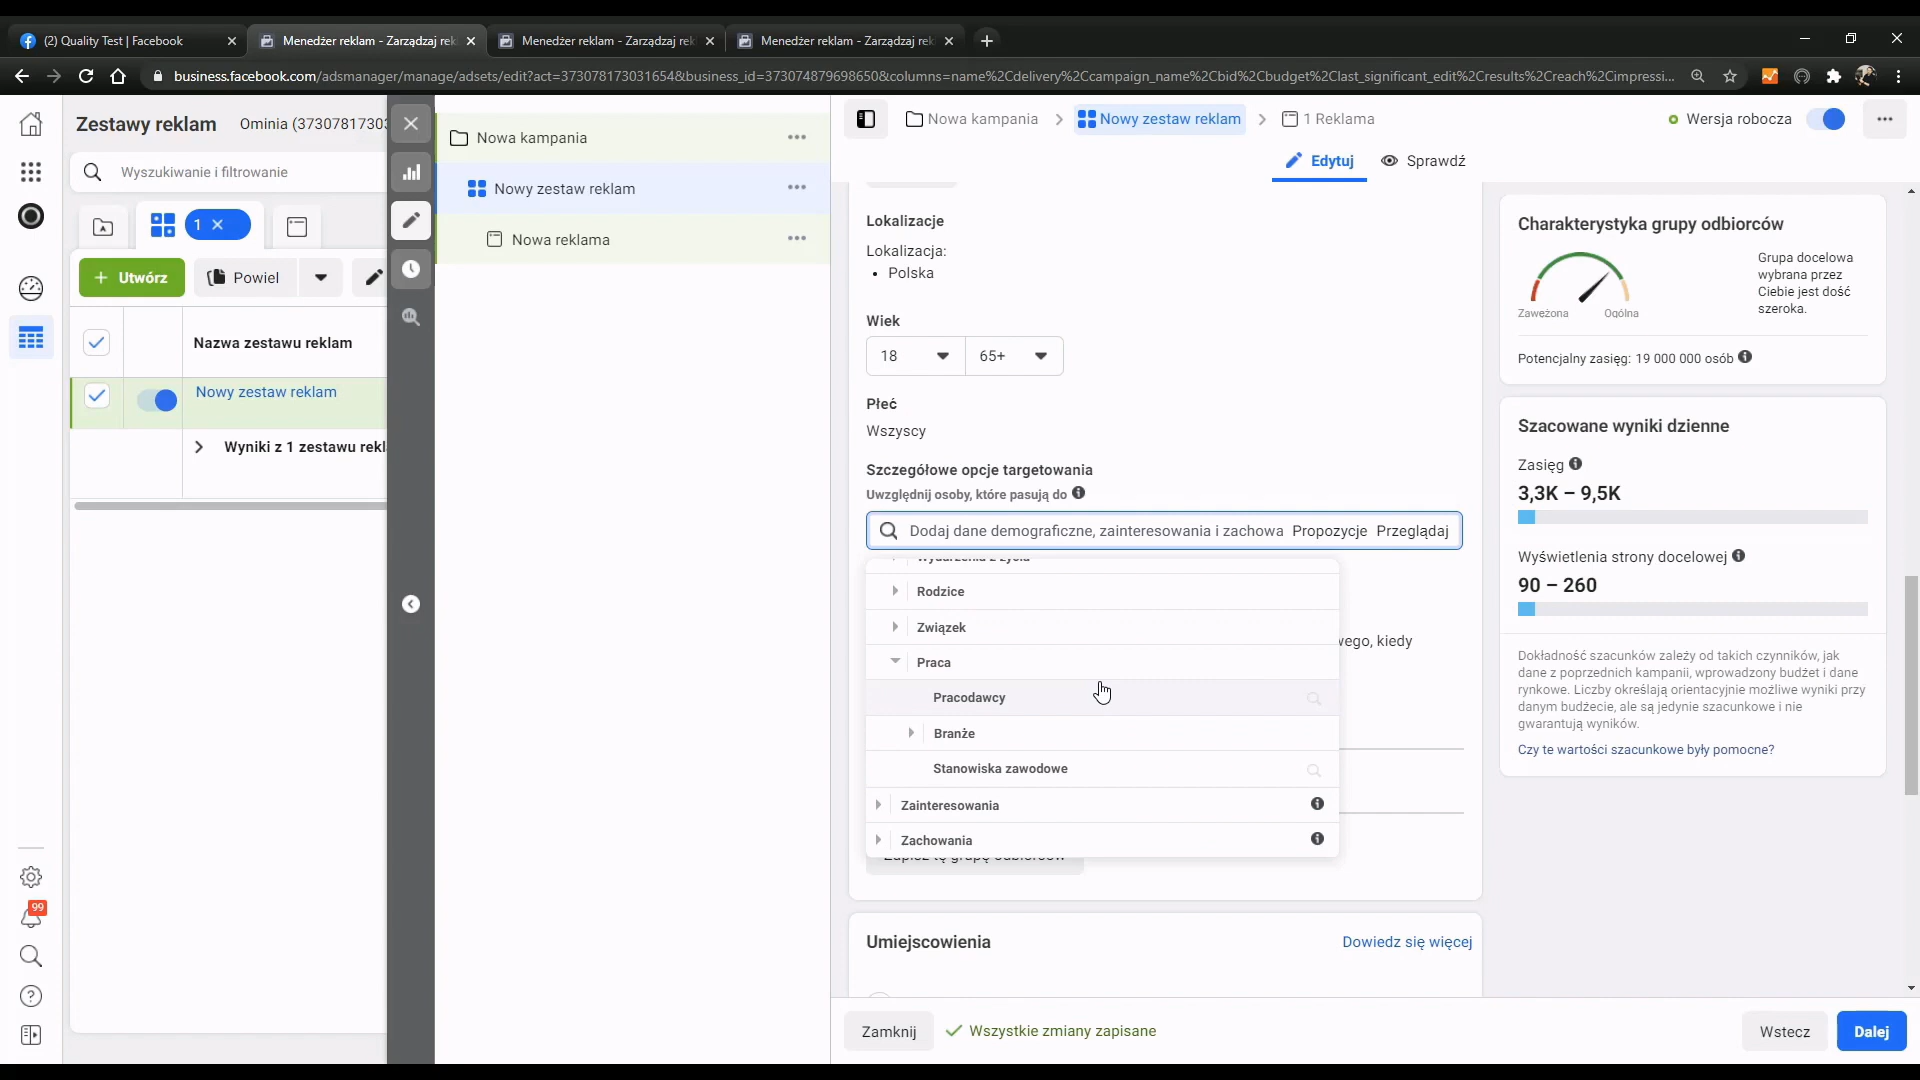 (2) Quality Test | Facebook
Menedżer reklam - Zarządzaj rek
Menedżer reklam - Zarządzaj rek
Menedżer reklam - Zarządzaj rek
business.facebook.com/adsmanager/manage/adsets/edit?act=373078173031654&business_id=373074879698650&columns=name%2Cdelivery%2Ccampaign_name%2Cbid%2Cbudget%2Clast_significant_edit%2Cresults%2Creach%2Cimpressi...
Zestawy reklam
Ominia (37307817303
Wyszukiwanie i filtrowanie
1
Utwórz
Powiel
Nazwa zestawu reklam
Nowy zestaw reklam
Wyniki z 1 zestawu rekl
99
Nowa kampania
Nowy zestaw reklam
Nowa reklama
Nowa kampania
Nowy zestaw reklam
1 Reklama
Wersja robocza
Edytuj
Sprawdź
Lokalizacje
Lokalizacja:
• Polska
Wiek
18
65+
Płeć
Wszyscy
Szczegółowe opcje targetowania
Uwzględnij osoby, które pasują do
Dodaj dane demograficzne, zainteresowania i zachowa
Propozycje
Przeglądaj
Wydarzenia z życia
Rodzice
Związek
wego, kiedy
Praca
Pracodawcy
Branże
Stanowiska zawodowe
Zainteresowania
Zachowania
Zapisz tę grupę odbiorców
Umiejscowienia
Dowiedz się więcej
Zamknij
Wszystkie zmiany zapisane
Wstecz
Dalej
Charakterystyka grupy odbiorców
Zawężona
Ogólna
Grupa docelowa
wybrana przez
Ciebie jest dość
szeroka.
Potencjalny zasięg: 19 000 000 osób
Szacowane wyniki dzienne
Zasięg
3,3K – 9,5K
Wyświetlenia strony docelowej
90 – 260
Dokładność szacunków zależy od takich czynników, jak
dane z poprzednich kampanii, wprowadzony budżet i dane
rynkowe. Liczby określają orientacyjnie możliwe wyniki przy
danym budżecie, ale są jedynie szacunkowe i nie
gwarantują wyników.
Czy te wartości szacunkowe były pomocne?